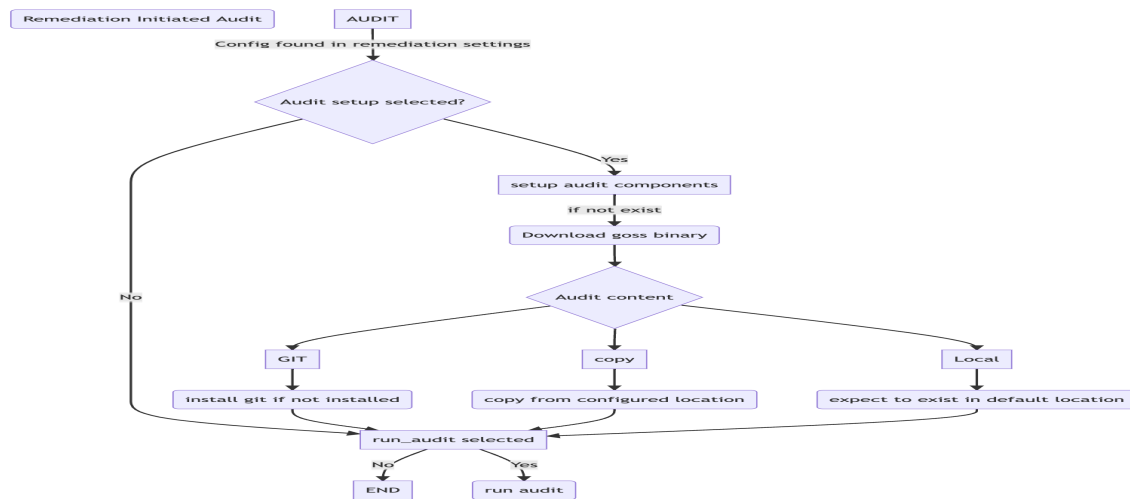 Remediation Initiated Audit
AUDIT
Config found in remediation settings
Audit setup selected?
Yes
setup audit components
if not exist
Download goss binary
No
Audit content
GIT
copy
Local
install git if not installed
copy from configured location
expect to exist in default location
run_audit selected
No
Yes
END
run audit